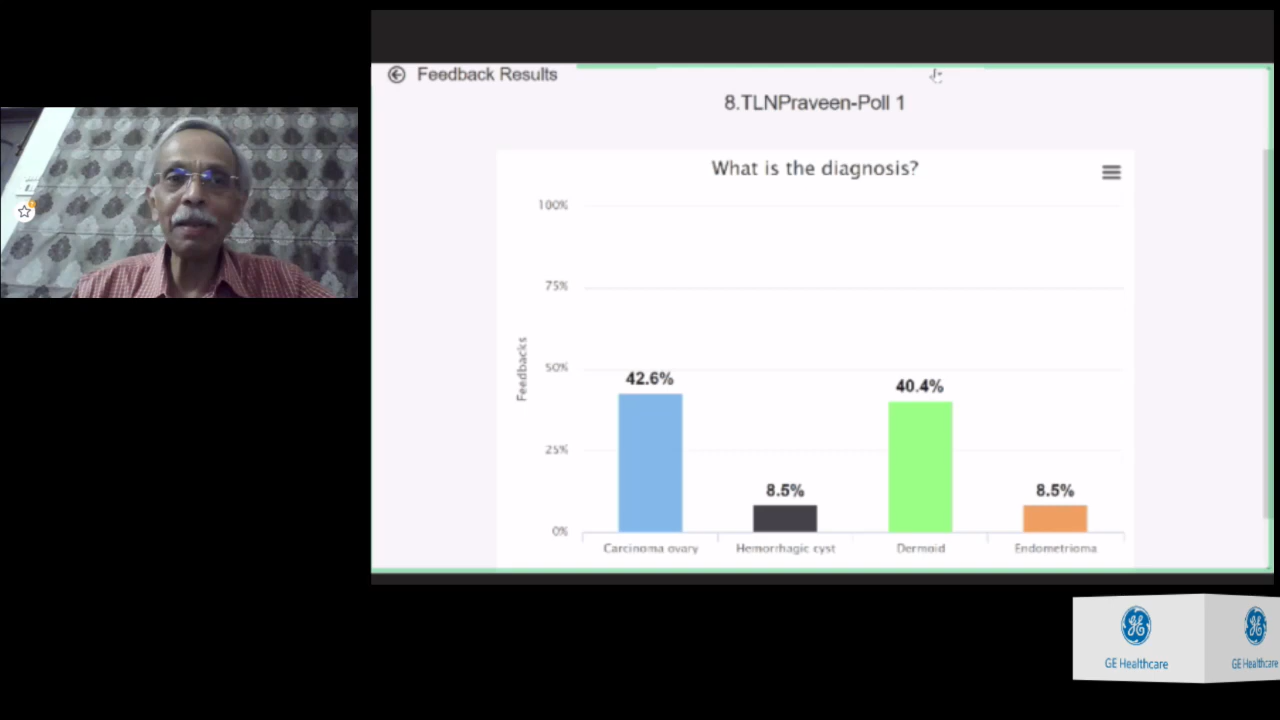 Feedback Results
8.TLNPraveen-Poll 1
What is the diagnosis?
100%
75%
50%
25%
0%
Feedbacks
42.6%
8.5%
40.4%
8.5%
Carcinoma ovary
Hemorrhagic cyst
Dermoid
Endometrioma
GE Healthcare
GE Healthcare